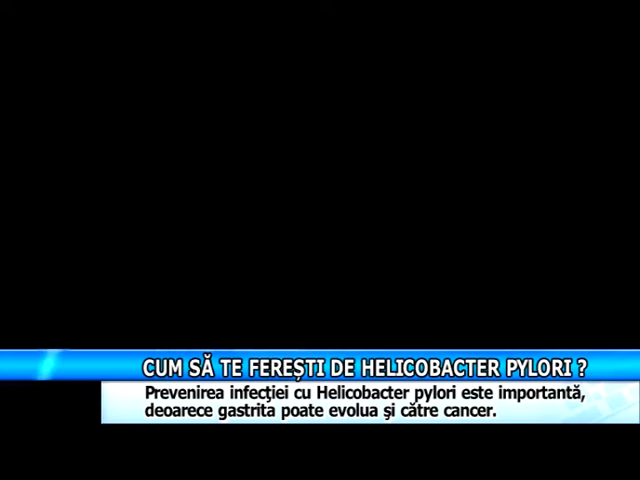 CUM SĂ TE FEREȘTI DE HELICOBACTER PYLORI ?
Prevenirea infecţiei cu Helicobacter pylori este importantă,
deoarece gastrita poate evolua şi către cancer.